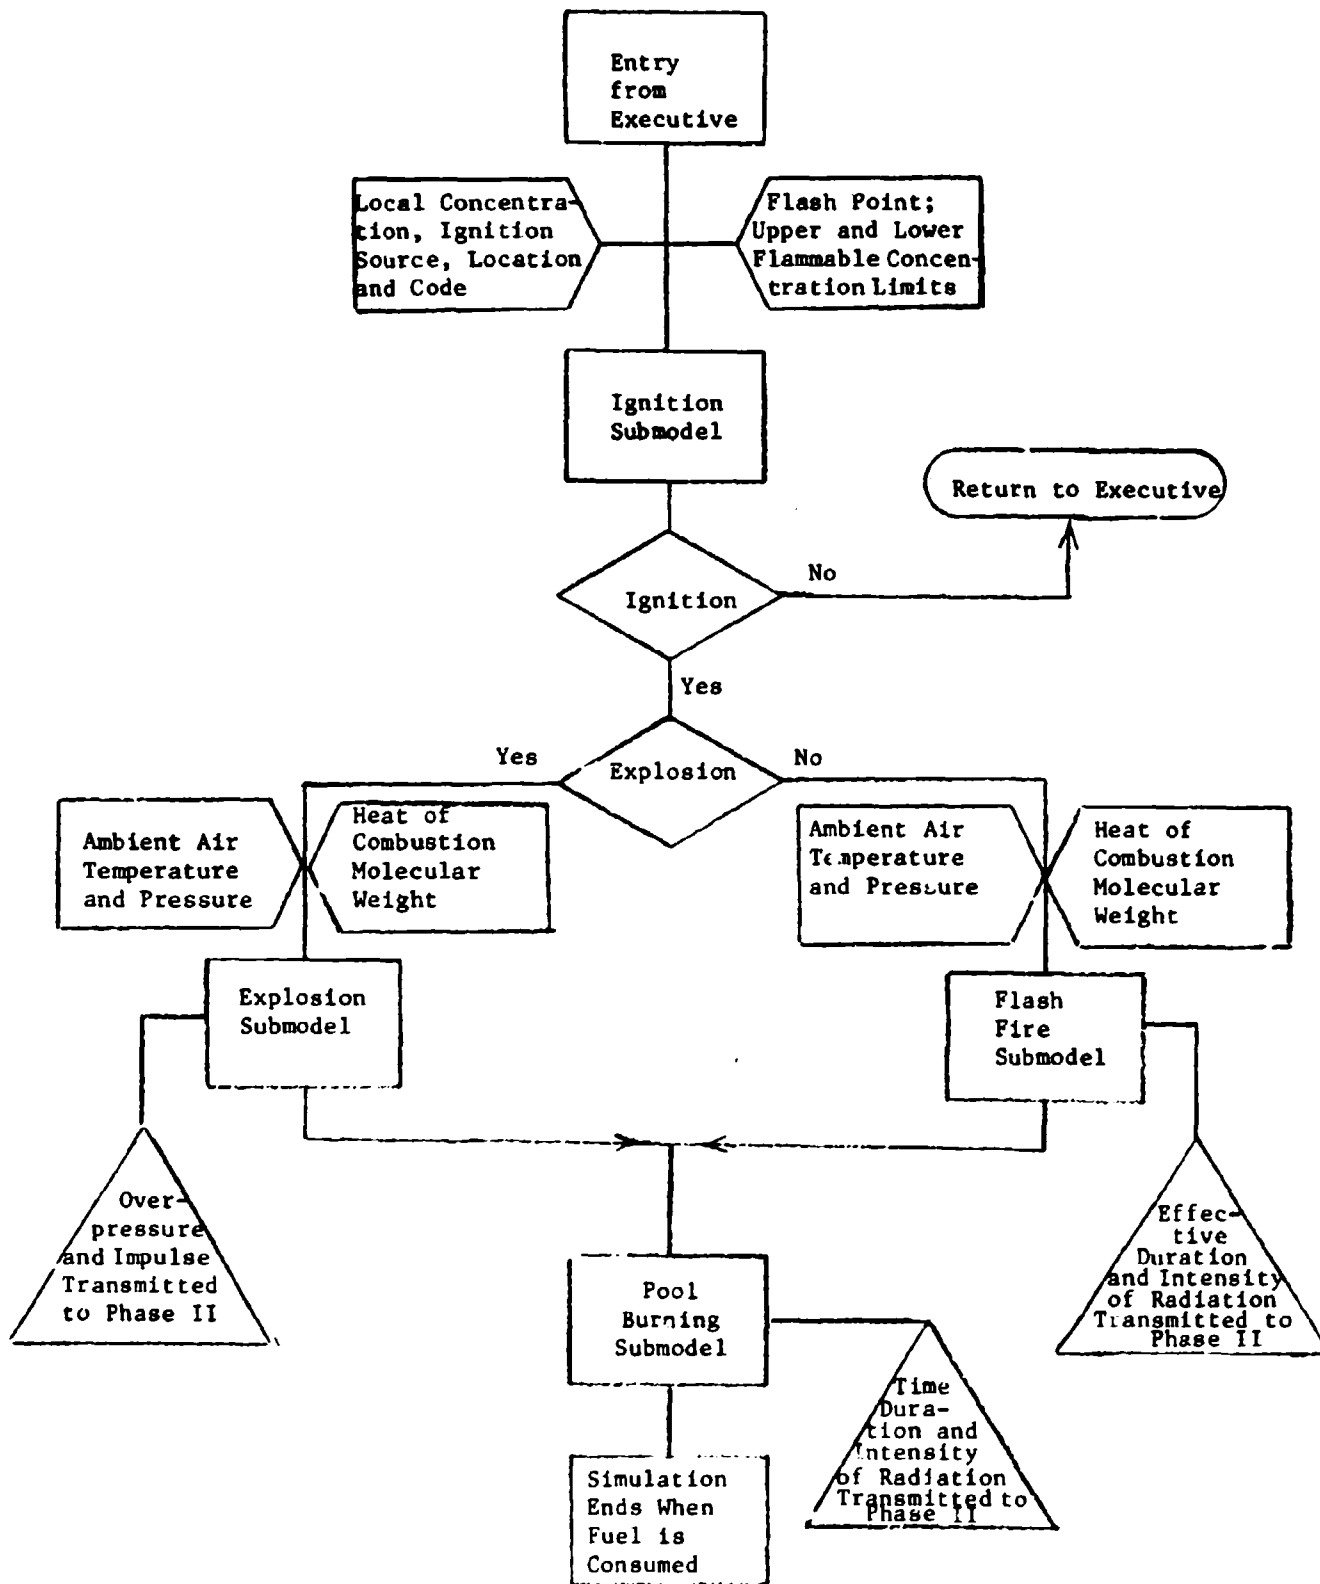 Entry
from
Executive
Local Concentra-
tion, Ignition
Source, Location
and Code
Flash Point;
Upper and Lower
Flammable Concen-
tration Limits
Ignition
Submodel
Return to Executive
Ignition
No
Yes
Yes
Explosion
No
Ambient Air
Temperature
and Pressure
Heat of
Combustion
Molecular
Weight
Ambient Air
Temperature
and Pressure
Heat of
Combustion
Molecular
Weight
Explosion
Submodel
Flash
Fire
Submodel
Over-
pressure
and Impulse
Transmitted
to Phase II
Effec-
tive
Duration
and Intensity
of Radiation
Transmitted to
Phase II
Pool
Burning
Submodel
Time
Dura-
tion and
Intensity
of Radiation
Transmitted to
Phase II
Simulation
Ends When
Fuel is
Consumed